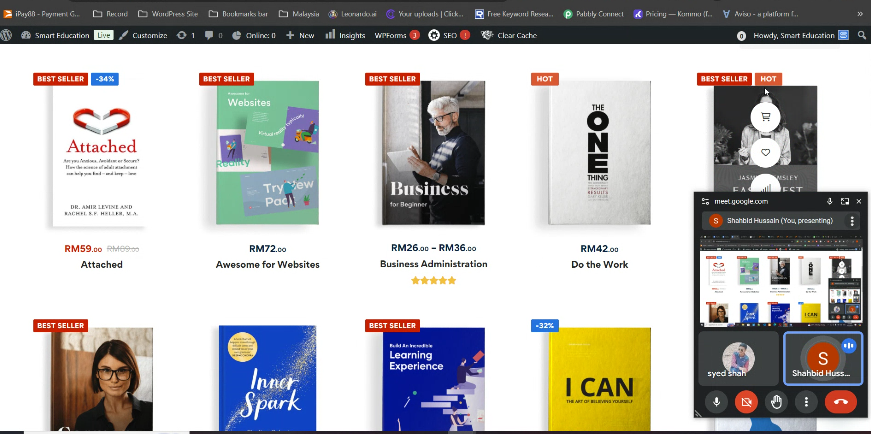 iPay88 - Payment G... Record WordPress Site Bookmarks bar Malaysia Leonardo.ai Your uploads | Click... Free Keyword Resea... Pabbly Connect Pricing — Kommo (f... Aviso - a platform f... »
Smart Education Live Customize 1 0 Online: 0 New Insights WPForms 3 SEO 1 Clear Cache 0 Howdy, Smart Education
BEST SELLER -34%
Attached
Are you Anxious, Avoidant or Secure?
How the science of adult attachment
can help you find – and keep – love
DR. AMIR LEVINE AND
RACHEL S.F. HELLER, M.A.
RM59.00 RM89.00
Attached
BEST SELLER
Websites
Reality
Try New
RM72.00
Awesome for Websites
BEST SELLER
Business
for Beginner
RM26.00 – RM36.00
Business Administration
HOT
THE
ONE
THING
RESULTS
RM42.00
Do the Work
BEST SELLER HOT
BEST SELLER
Inner
Spark
BEST SELLER
Build An Incredible
Learning
Experience
-32%
I CAN
THE ART OF BELIEVING YOURSELF
meet.google.com
S Shahbid Hussain (You, presenting)
I CAN
syed shah
S
Shahbid Huss...